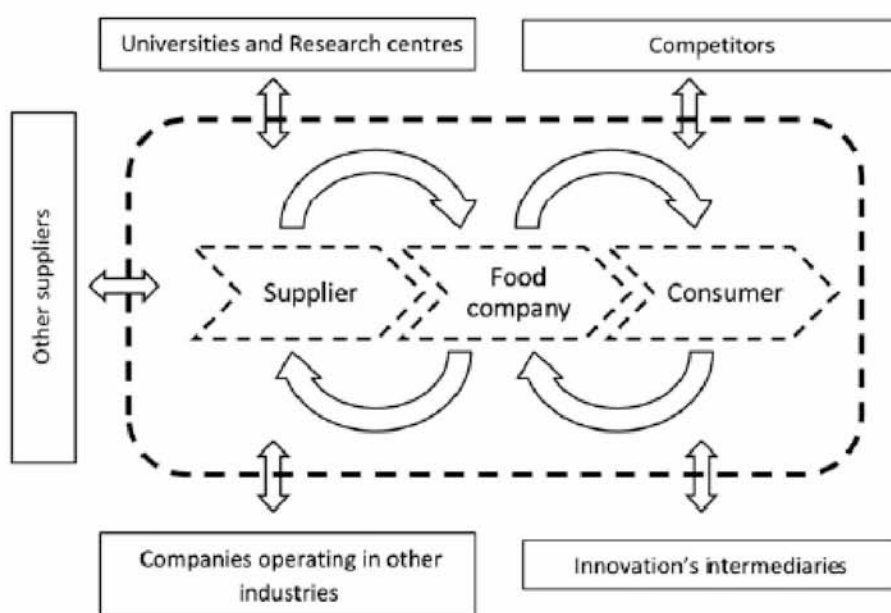 Universities and Research centres
Competitors
Other suppliers
Supplier
Food
company
Consumer
Companies operating in other
industries
Innovation's intermediaries